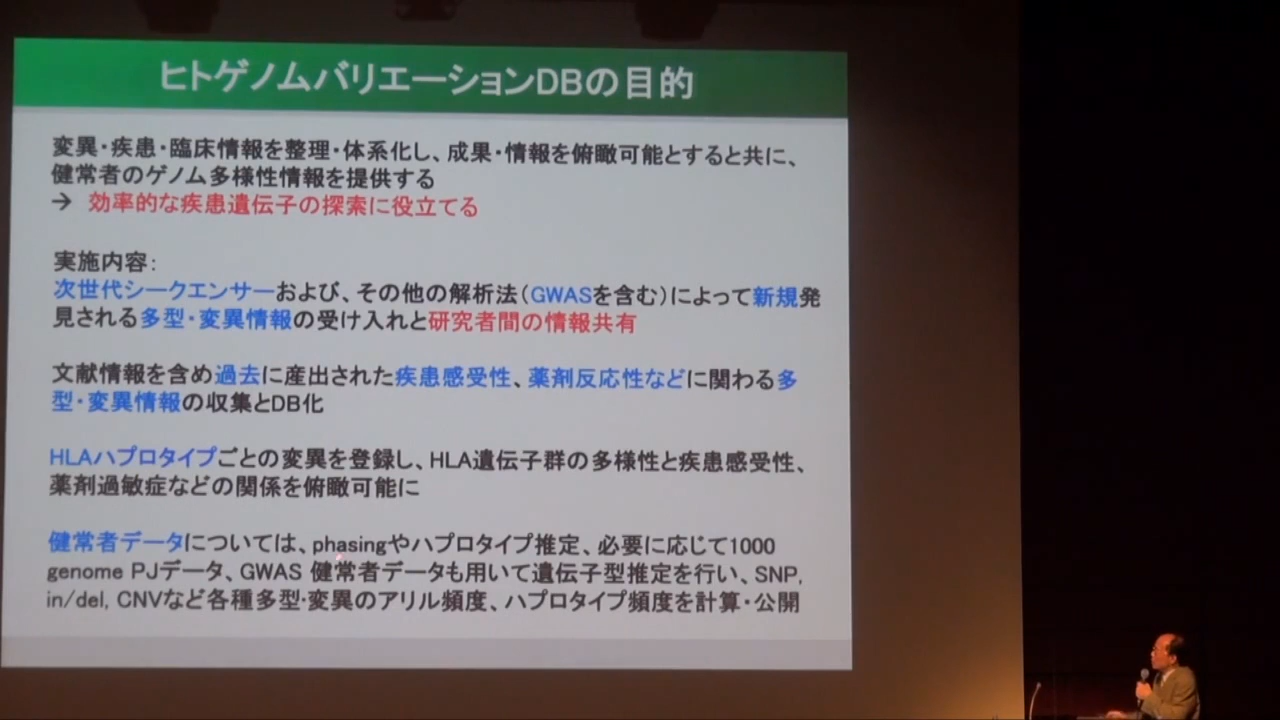 ヒトゲノムバリエーションDBの目的
変異・疾患・臨床情報を整理・体系化し、成果・情報を俯瞰可能とすると共に、
健常者のゲノム多様性情報を提供する
→ 効率的な疾患遺伝子の探索に役立てる
実施内容：
次世代シークエンサーおよび、その他の解析法（GWASを含む）によって新規発
見される多型・変異情報の受け入れと研究者間の情報共有
文献情報を含め過去に産出された疾患感受性、薬剤反応性などに関わる多
型・変異情報の収集とDB化
HLAハプロタイプごとの変異を登録し、HLA遺伝子群の多様性と疾患感受性、
薬剤過敏症などの関係を俯瞰可能に
健常者データについては、phasingやハプロタイプ推定、必要に応じて1000
genome PJデータ、GWAS 健常者データも用いて遺伝子型推定を行い、SNP,
in/del, CNVなど各種多型・変異のアリル頻度、ハプロタイプ頻度を計算・公開